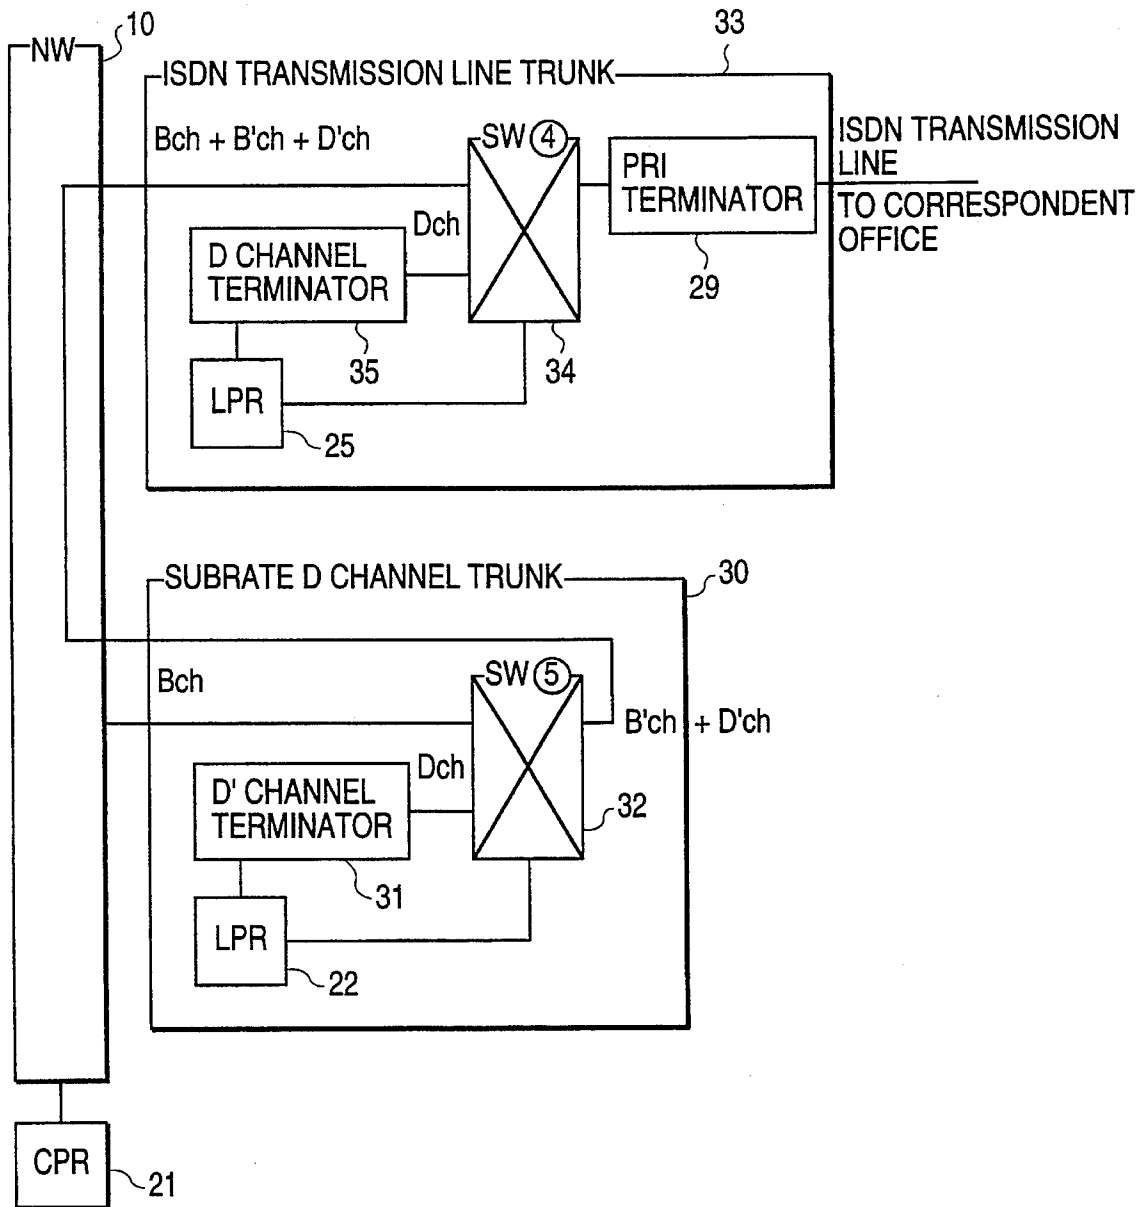 10
NW
33
ISDN TRANSMISSION LINE TRUNK
Bch + B'ch + D'ch
SW ④
PRI
TERMINATOR
29
ISDN TRANSMISSION
LINE
TO CORRESPONDENT
OFFICE
Dch
D CHANNEL
TERMINATOR
35
34
LPR
25
SUBRATE D CHANNEL TRUNK
30
Bch
SW ⑤
B'ch + D'ch
Dch
D' CHANNEL
TERMINATOR
31
32
LPR
22
CPR
21